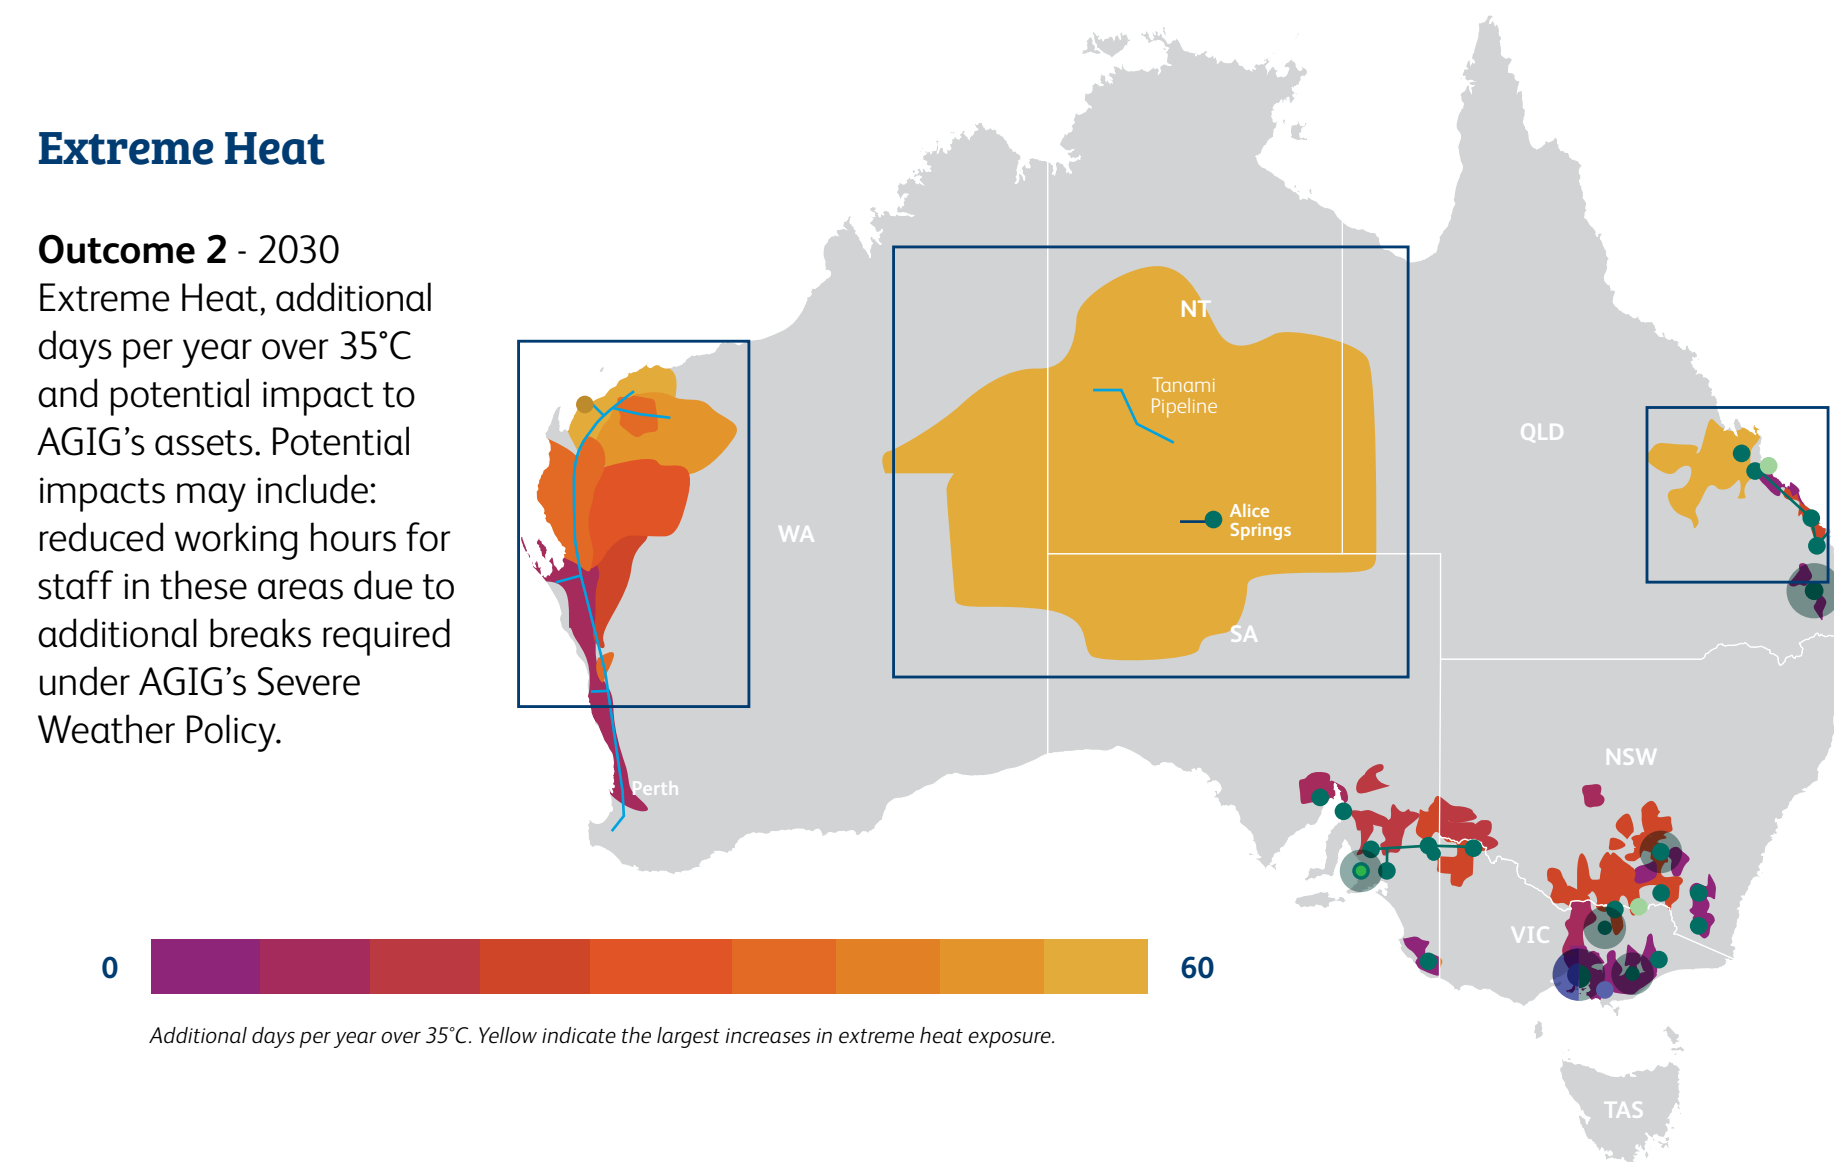 Extreme Heat
Outcome 2 - 2030
Extreme Heat, additional
days per year over 35°C
and potential impact to
AGIG’s assets. Potential
impacts may include:
reduced working hours for
staff in these areas due to
additional breaks required
under AGIG’s Severe
Weather Policy.
NT
Tanami
Pipeline
QLD
Alice
Springs
WA
SA
NSW
Perth
VIC
TAS
0
60
Additional days per year over 35°C. Yellow indicate the largest increases in extreme heat exposure.